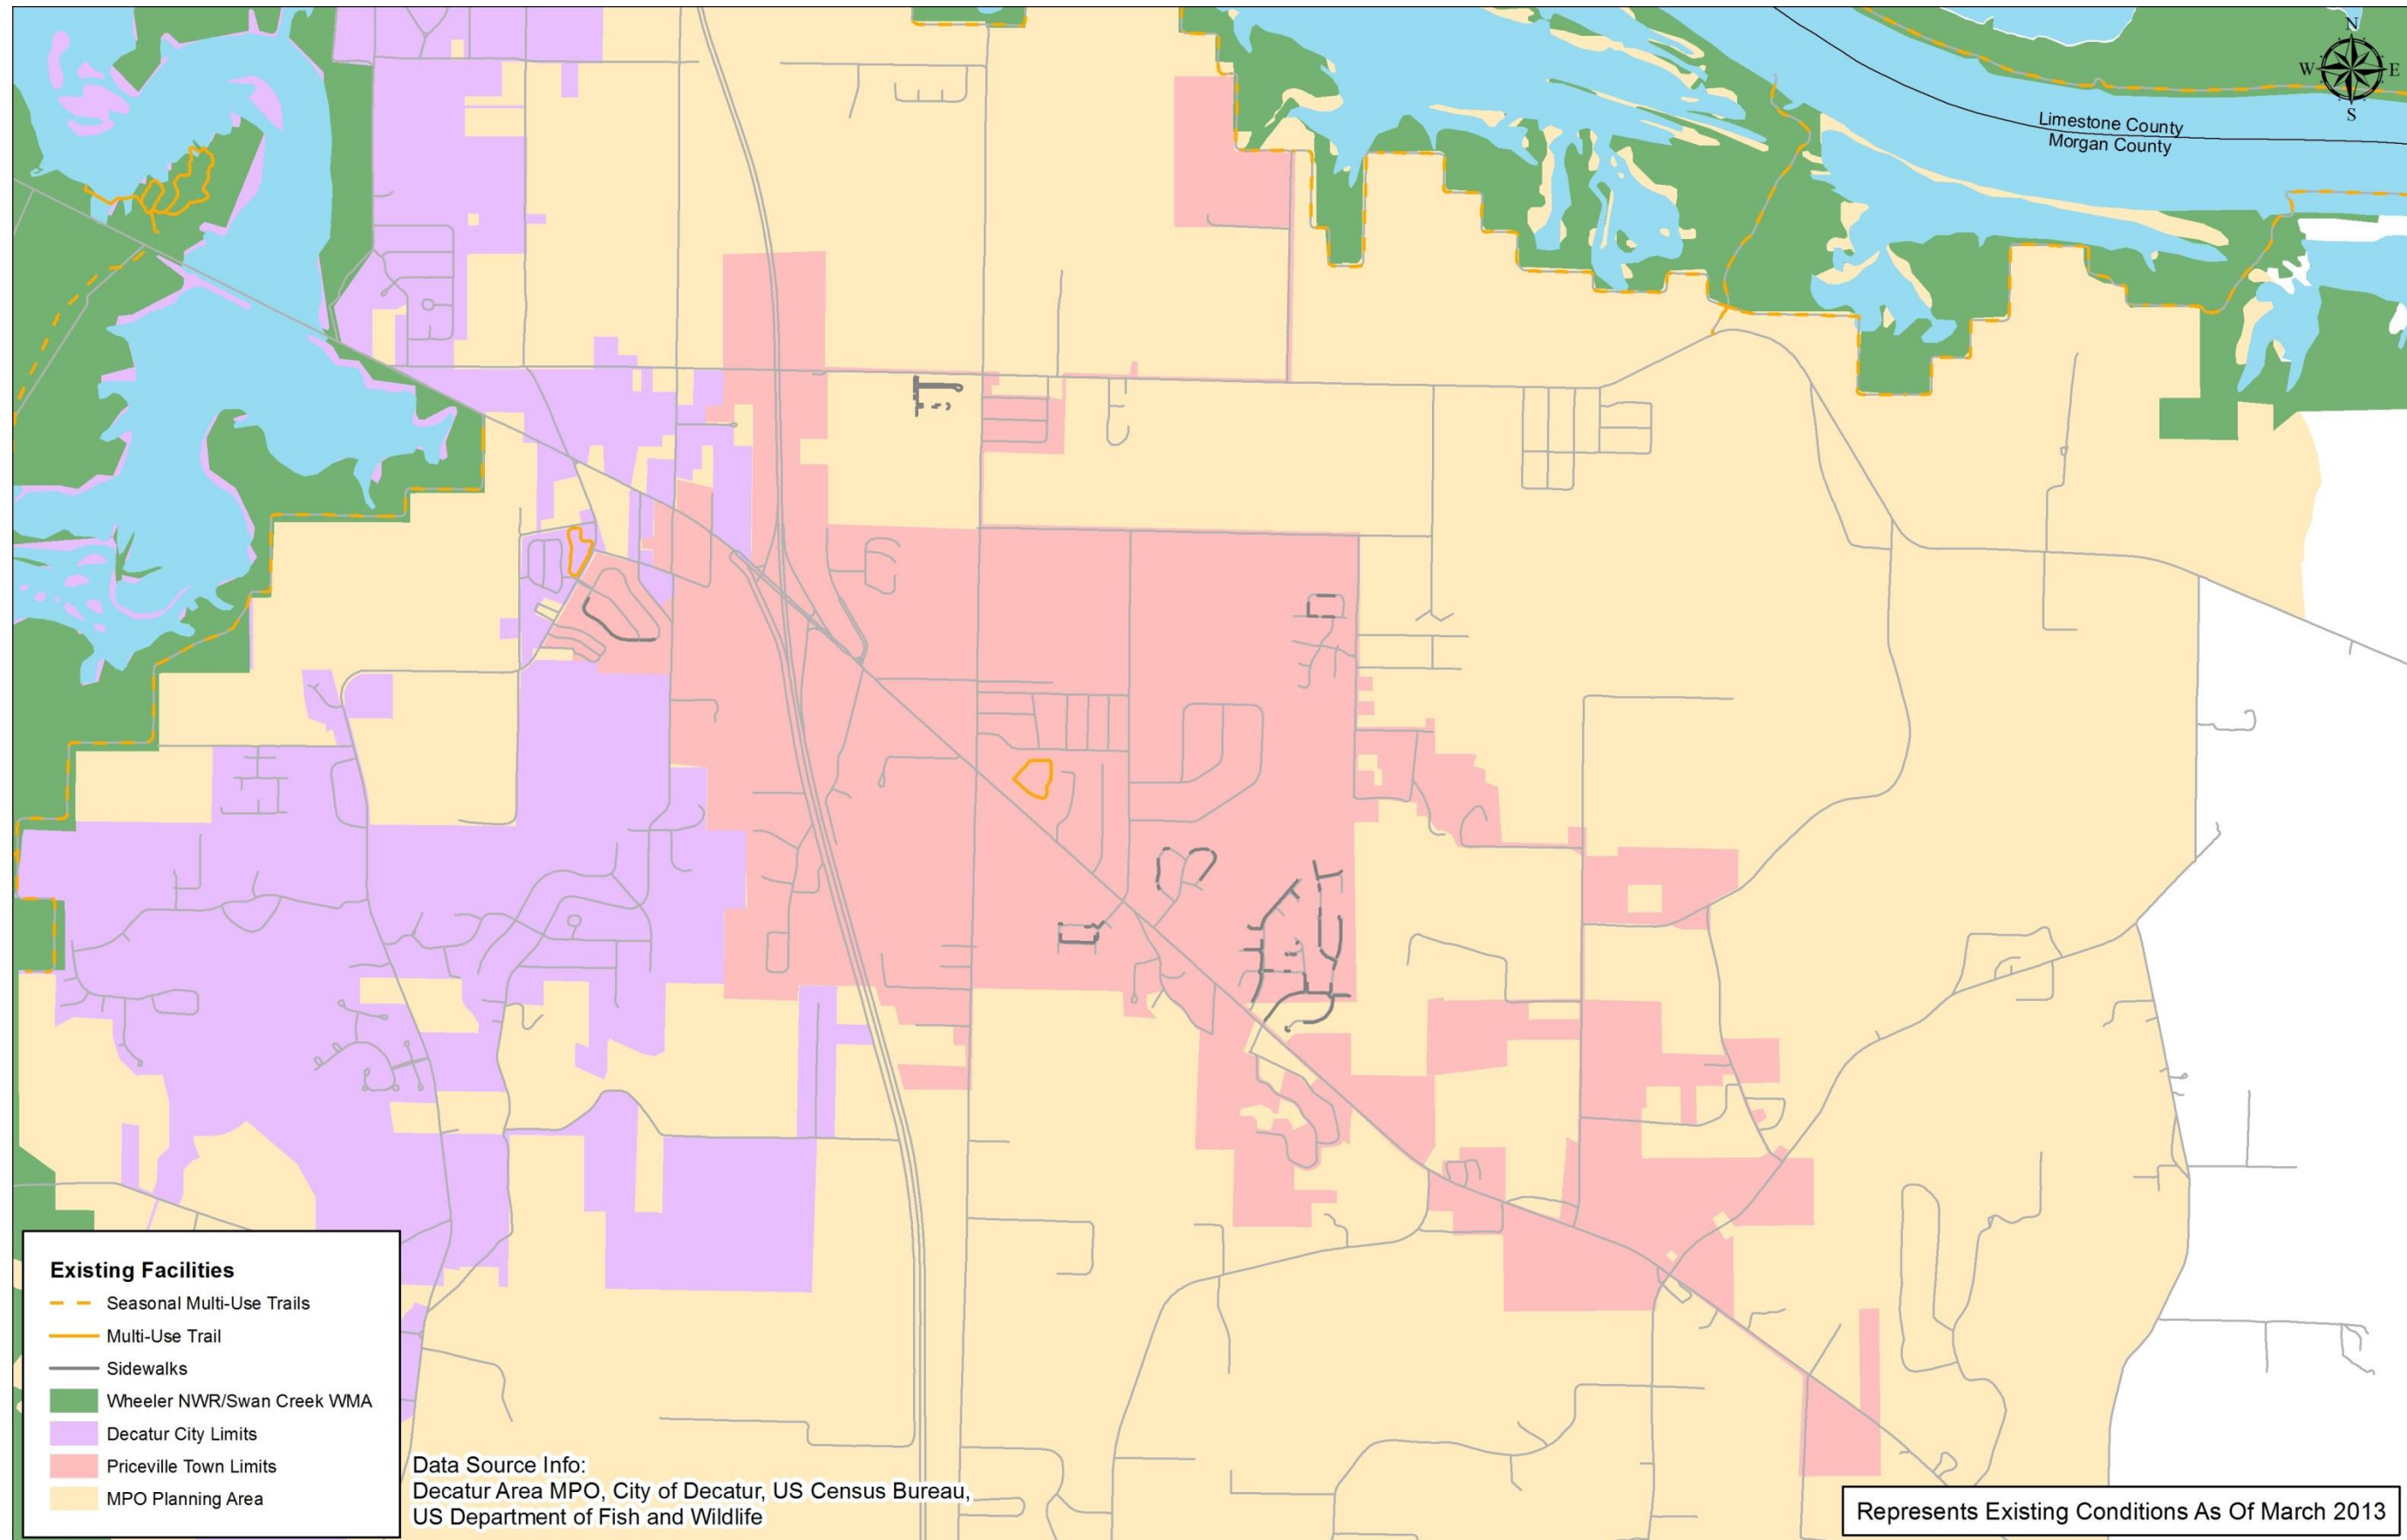 N
W E
S
Limestone County
Morgan County
Existing Facilities
Seasonal Multi-Use Trails
Multi-Use Trail
Sidewalks
Wheeler NWR/Swan Creek WMA
Decatur City Limits
Priceville Town Limits
MPO Planning Area
Data Source Info:
Decatur Area MPO, City of Decatur, US Census Bureau,
US Department of Fish and Wildlife
Represents Existing Conditions As Of March 2013